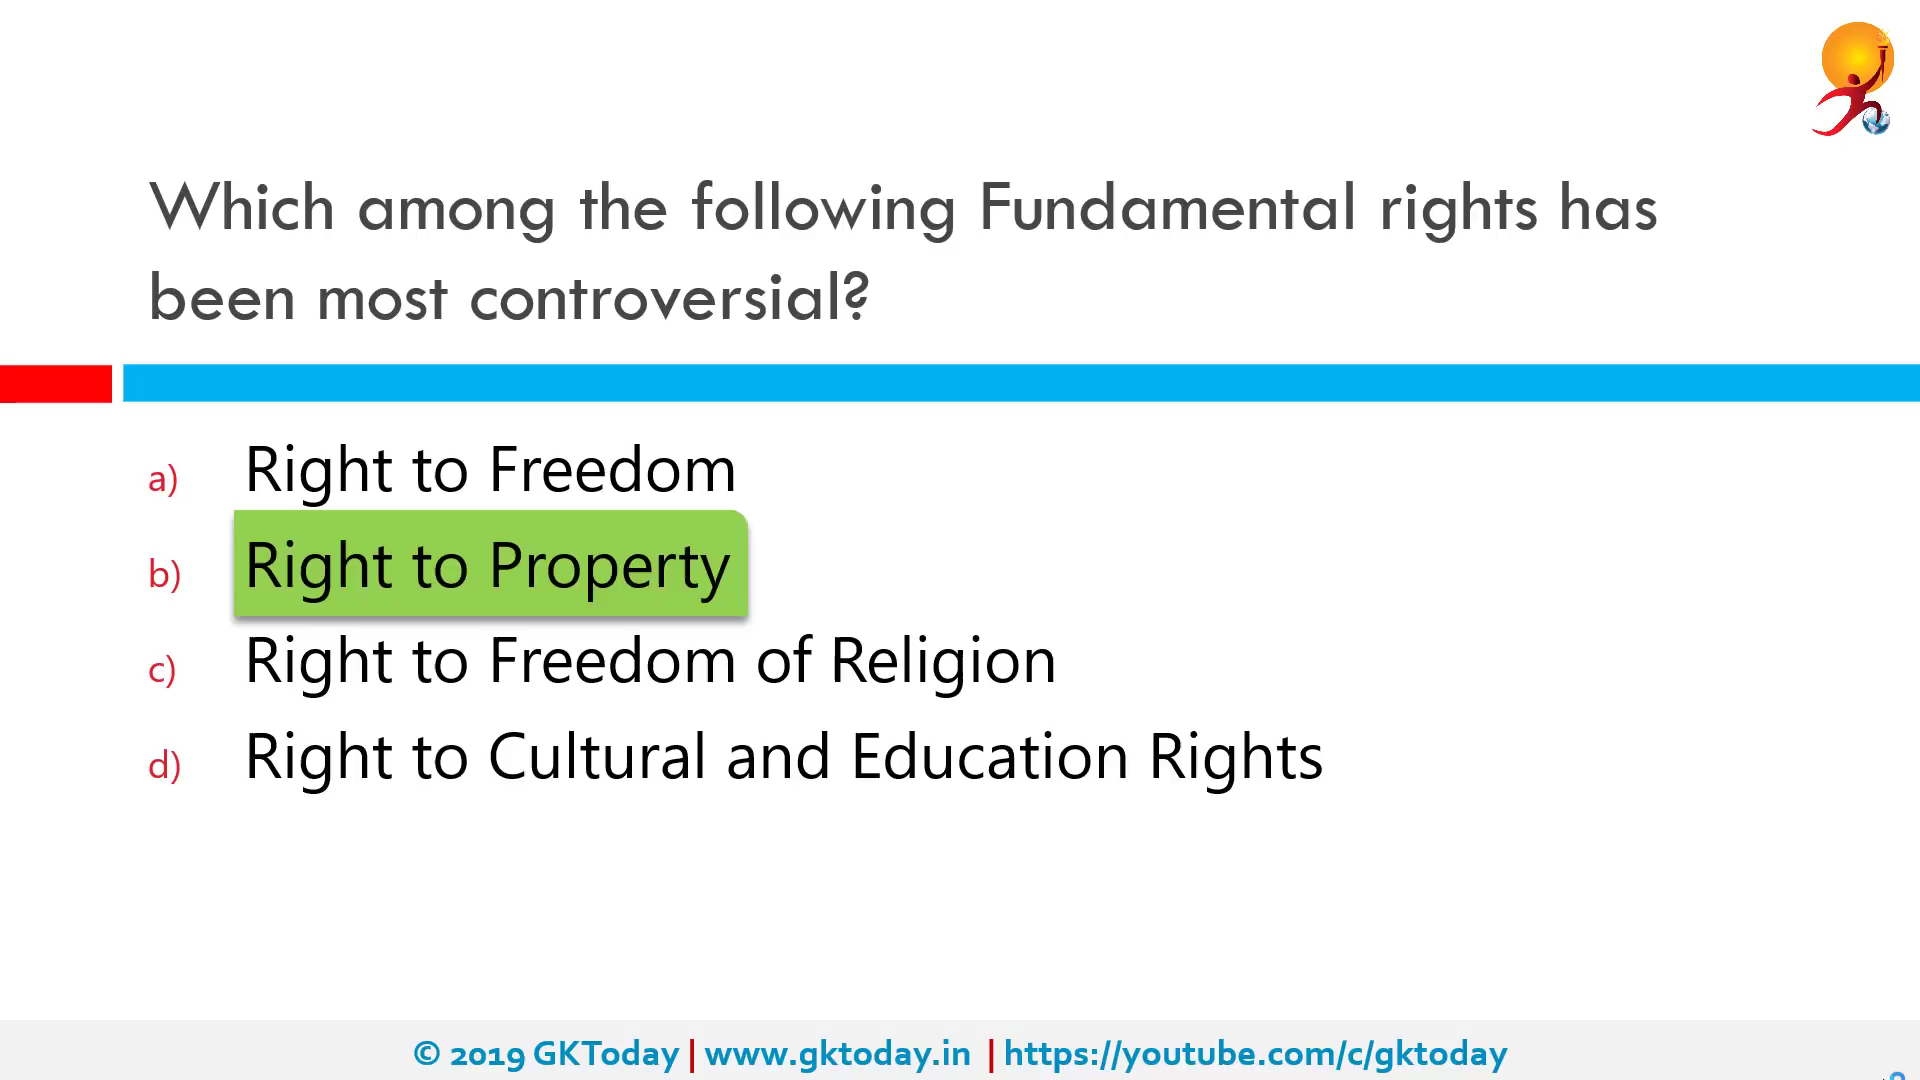 Which among the following Fundamental rights has
been most controversial?
a) Right to Freedom
b) Right to Property
c) Right to Freedom of Religion
d) Right to Cultural and Education Rights
© 2019 GKToday | www.gktoday.in | https://youtube.com/c/gktoday